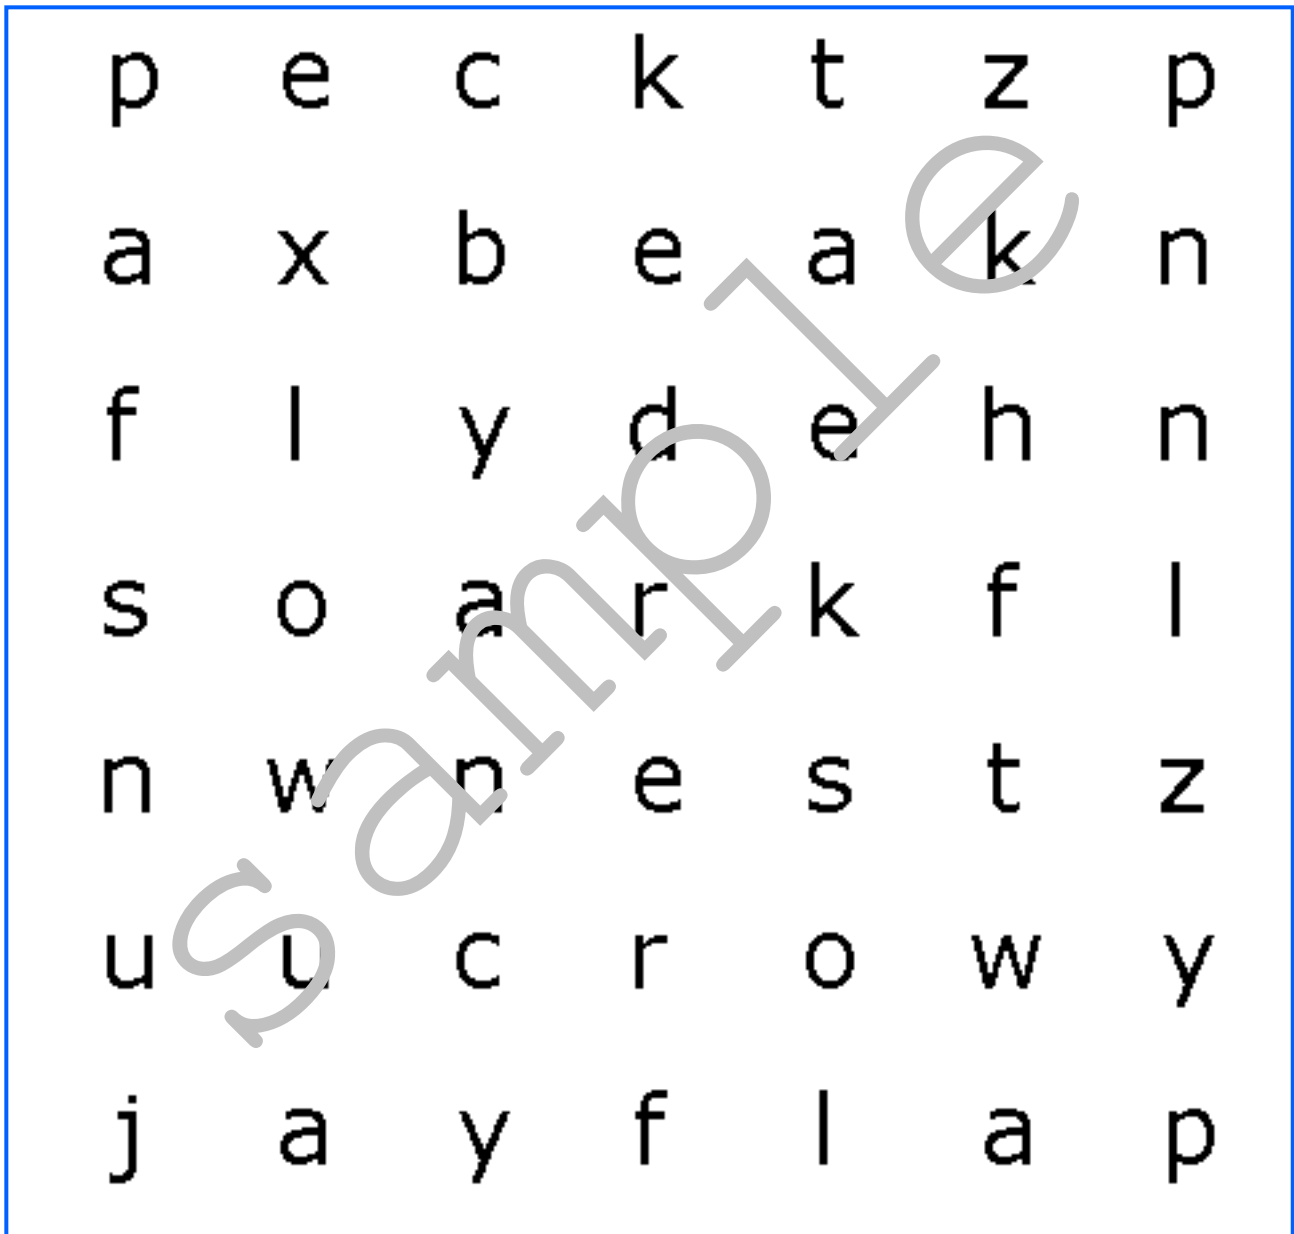 p e c k t z p
a x b e a k n
f l y d e h n
s o a r k f l
n w n e s t z
u u c r o w y
j a y f l a p
sample